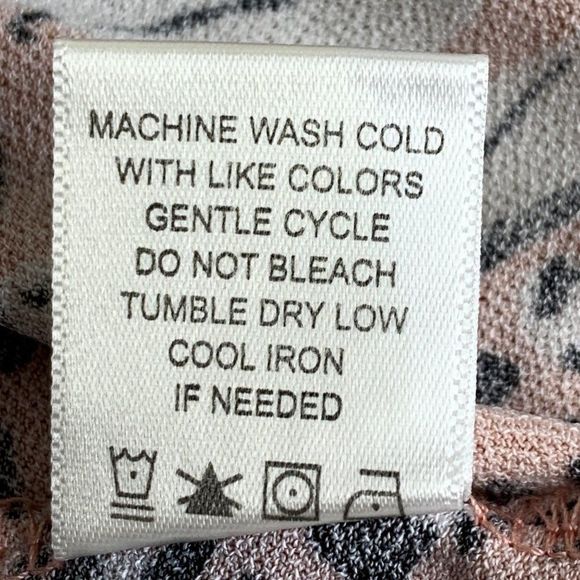 MACHINE WASH COLD
WITH LIKE COLORS
GENTLE CYCLE
DO NOT BLEACH
TUMBLE DRY LOW
COOL IRON
IF NEEDED